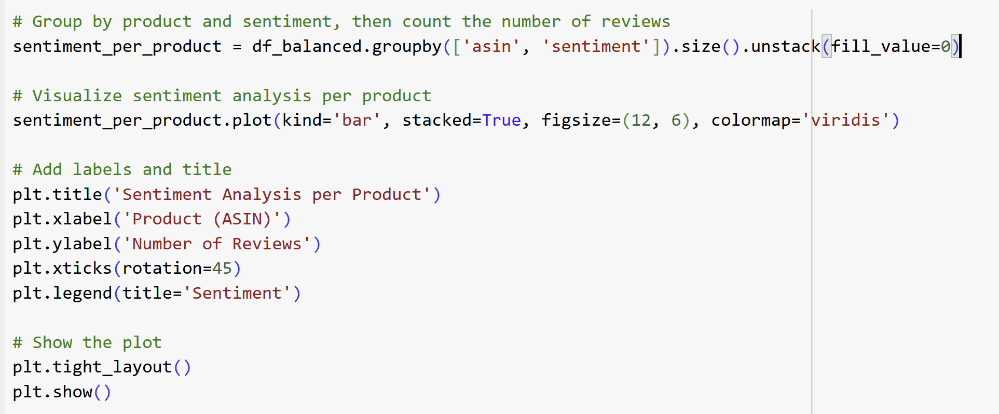 # Group by product and sentiment, then count the number of reviews
sentiment_per_product = df_balanced.groupby(['asin', 'sentiment']).size().unstack(fill_value=0)
# Visualize sentiment analysis per product
sentiment_per_product.plot(kind='bar', stacked=True, figsize=(12, 6), colormap='viridis')
# Add labels and title
plt.title('Sentiment Analysis per Product')
plt.xlabel('Product (ASIN)')
plt.ylabel('Number of Reviews')
plt.xticks(rotation=45)
plt.legend(title='Sentiment')
# Show the plot
plt.tight_layout()
plt.show()